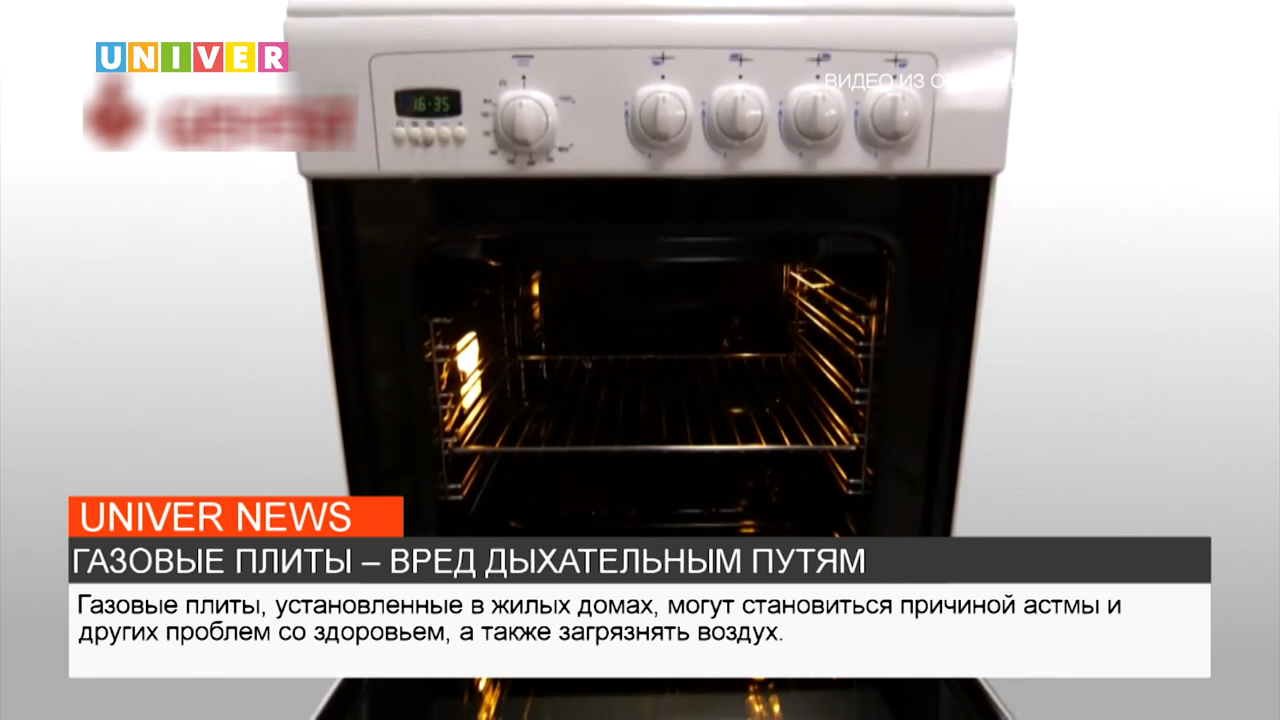 UNIVER
ВИДЕО ИЗ
16:35
UNIVER NEWS
ГАЗОВЫЕ ПЛИТЫ – ВРЕД ДЫХАТЕЛЬНЫМ ПУТЯМ
Газовые плиты, установленные в жилых домах, могут становиться причиной астмы и
других проблем со здоровьем, а также загрязнять воздух.